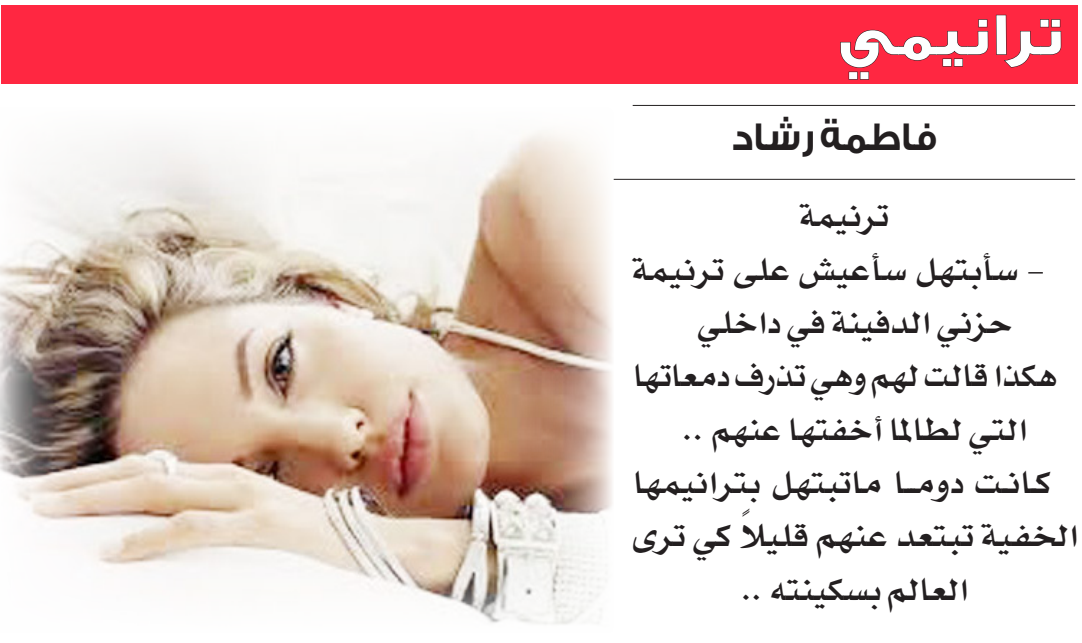 ترانيمي
فاطمة رشاد
ترنيمة
– سأبتهل سأعيش على ترنيمة
حزني الدفينة في داخلي
هكذا قالت لهم وهي تذرف دمعاتها
التي لطالما أخفتها عنهم ..
كانت دوما ماتبتهل بترانيمها
الخفية تبتعد عنهم قليلاً كي ترى
العالم بسكينته ..